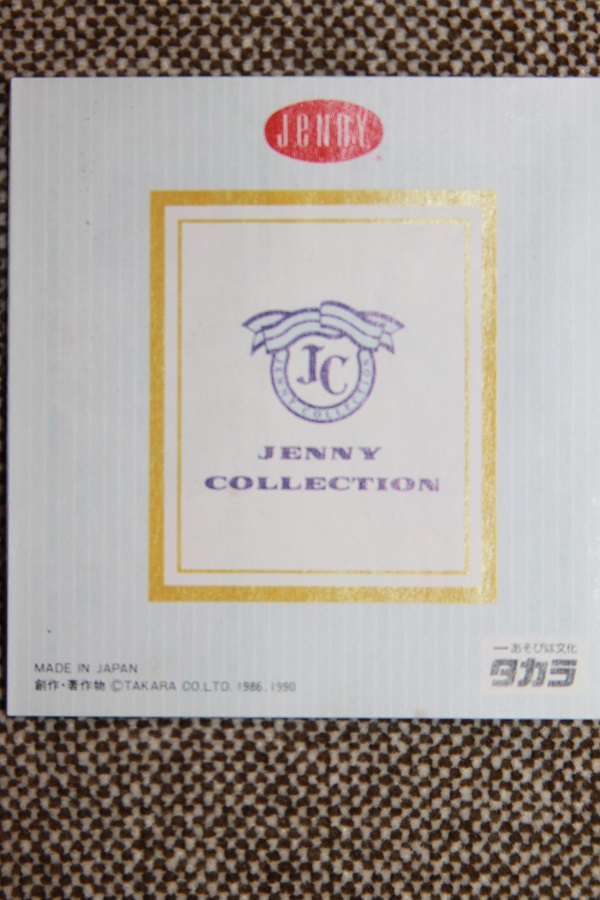 Jenny
JC
JENNY COLLECTION
JENNY
COLLECTION
MADE IN JAPAN
創作・著作物 ©TAKARA CO.LTD. 1986, 1990
—あそびは文化
タカラ